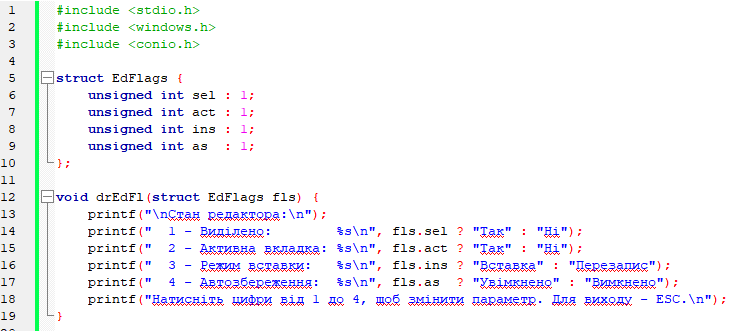 1 #include <stdio.h>
2 #include <windows.h>
3 #include <conio.h>
4
5 struct EdFlags {
6     unsigned int sel : 1;
7     unsigned int act : 1;
8     unsigned int ins : 1;
9     unsigned int as  : 1;
10 };
11
12 void drEdFl(struct EdFlags fls) {
13     printf("\nСтан редактора:\n");
14     printf("  1 - Виділено:        %s\n", fls.sel ? "Так" : "Ні");
15     printf("  2 - Активна вкладка: %s\n", fls.act ? "Так" : "Ні");
16     printf("  3 - Режим вставки:   %s\n", fls.ins ? "Вставка" : "Перезапис");
17     printf("  4 - Автозбереження:  %s\n", fls.as  ? "Увімкнено" : "Вимкнено");
18     printf("Натисніть цифри від 1 до 4, щоб змінити параметр. Для виходу - ESC.\n");
19 }